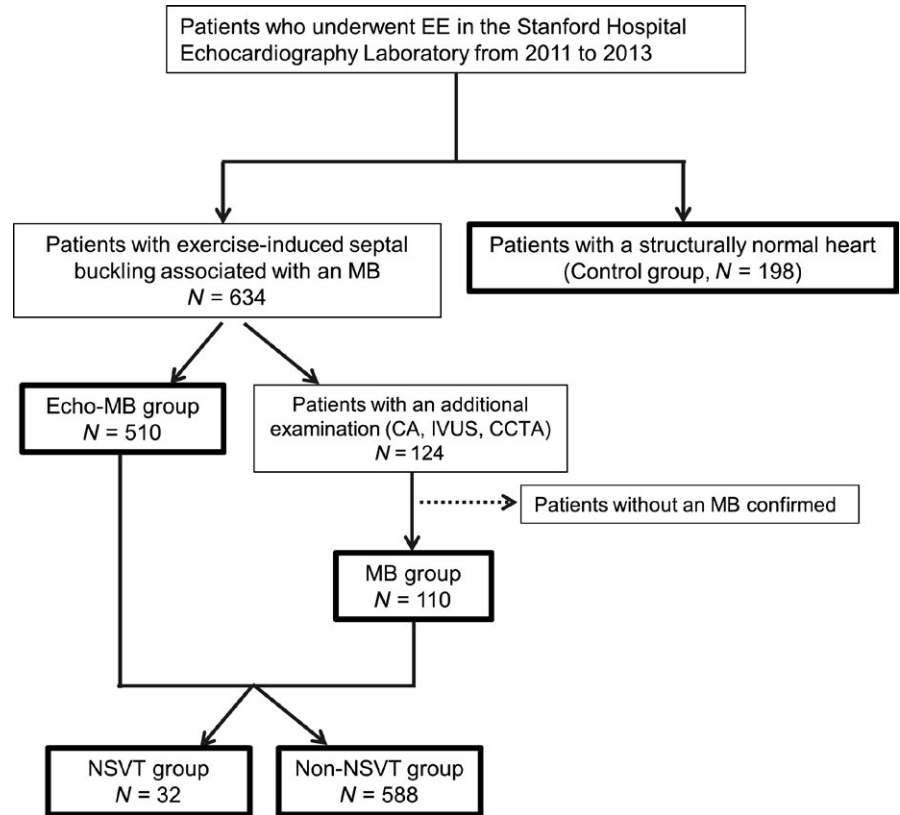 Patients who underwent EE in the Stanford Hospital
Echocardiography Laboratory from 2011 to 2013
Patients with exercise-induced septal
buckling associated with an MB
N = 634
Patients with a structurally normal heart
(Control group, N = 198)
Echo-MB group
N = 510
Patients with an additional
examination (CA, IVUS, CCTA)
N = 124
Patients without an MB confirmed
MB group
N = 110
NSVT group
N = 32
Non-NSVT group
N = 588